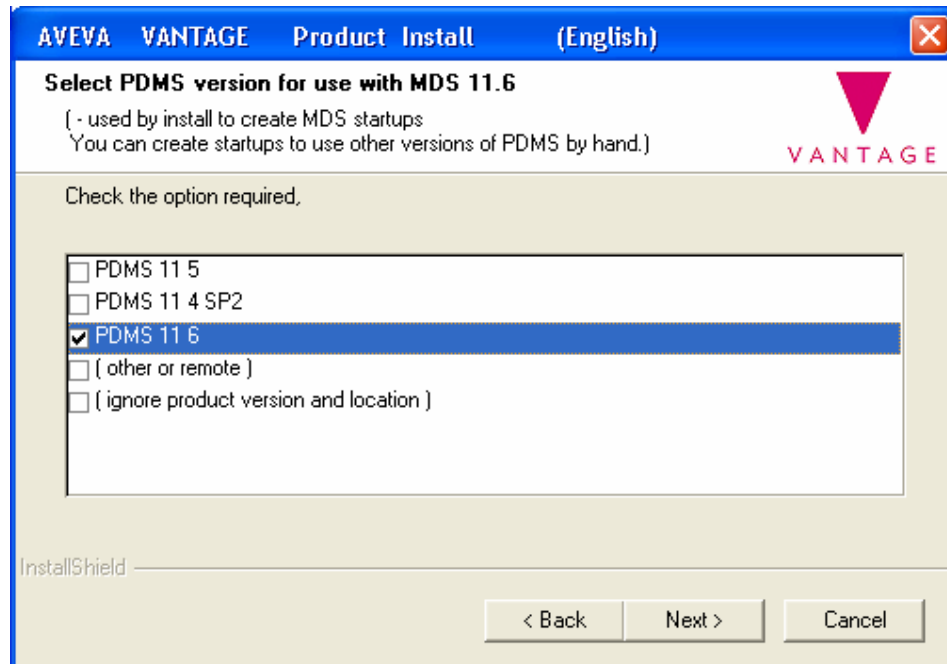 AVEVA VANTAGE Product Install (English)
Select PDMS version for use with MDS 11.6
( - used by install to create MDS startups
You can create startups to use other versions of PDMS by hand.)
VANTAGE
Check the option required,
PDMS 11 5
PDMS 11 4 SP2
PDMS 11 6
( other or remote )
( ignore product version and location )
InstallShield
< Back Next > Cancel